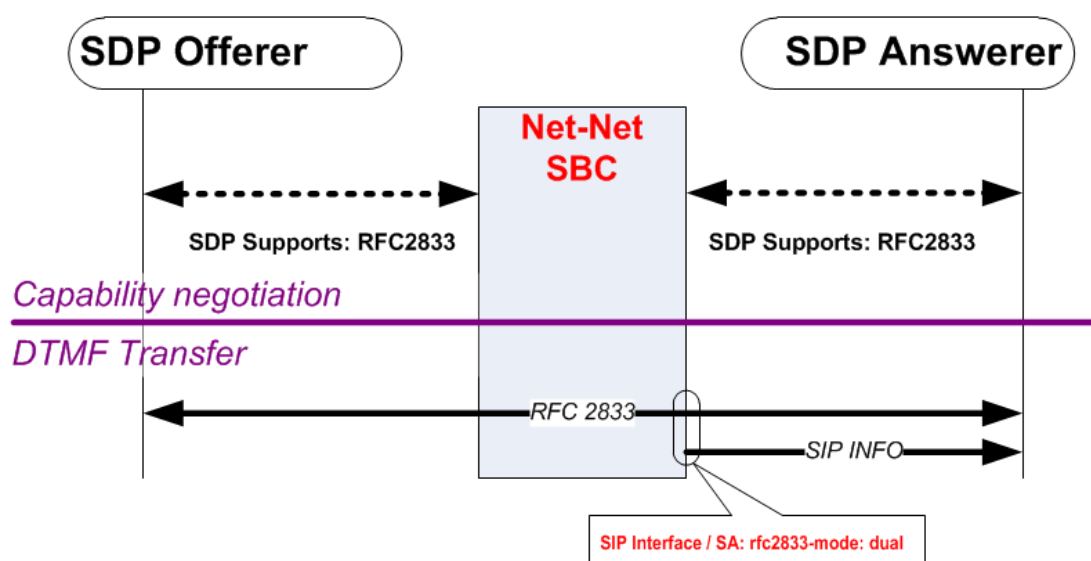 SDP Offerer
SDP Answerer
Net-Net
SBC
SDP Supports: RFC2833
SDP Supports: RFC2833
Capability negotiation
DTMF Transfer
RFC 2833
SIP INFO
SIP Interface / SA: rfc2833-mode: dual